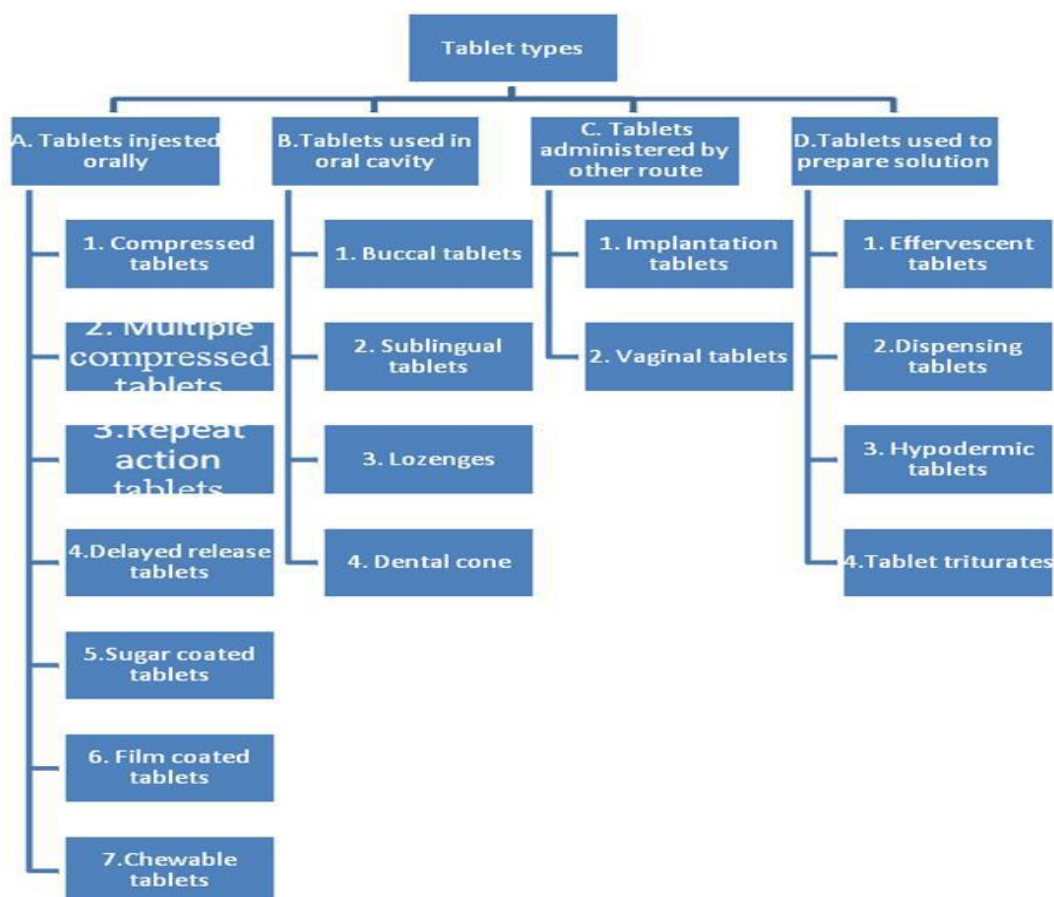 Tablet types
A. Tablets injested
orally
1. Compressed
tablets
2. Multiple
compressed
tablets
3.Repeat
action
tablets
4.Delayed release
tablets
5.Sugar coated
tablets
6. Film coated
tablets
7.Chewable
tablets
B.Tablets used in
oral cavity
1. Buccal tablets
2. Sublingual
tablets
3. Lozenges
4. Dental cone
C. Tablets
administered by
other route
1. Implantation
tablets
2. Vaginal tablets
D.Tablets used to
prepare solution
1. Effervescent
tablets
2.Dispensing
tablets
3. Hypodermic
tablets
4.Tablet triturates